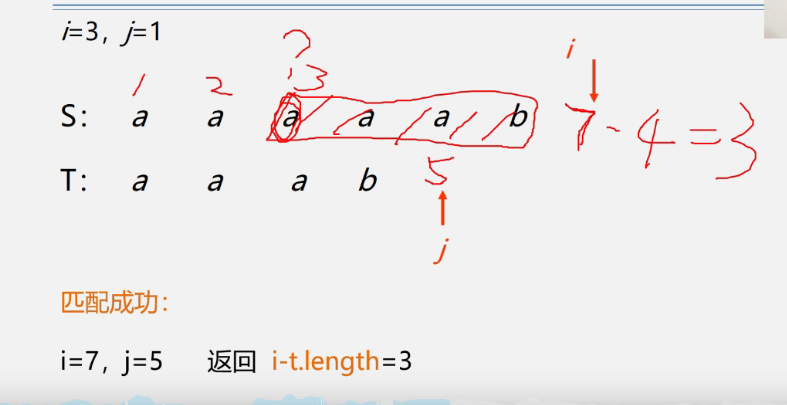 i=3, j=1
?
1 2 3 i
S: a a a a a b 7-4=3
T: a a a b 5
j
匹配成功：
i=7, j=5 返回 i-t.length=3